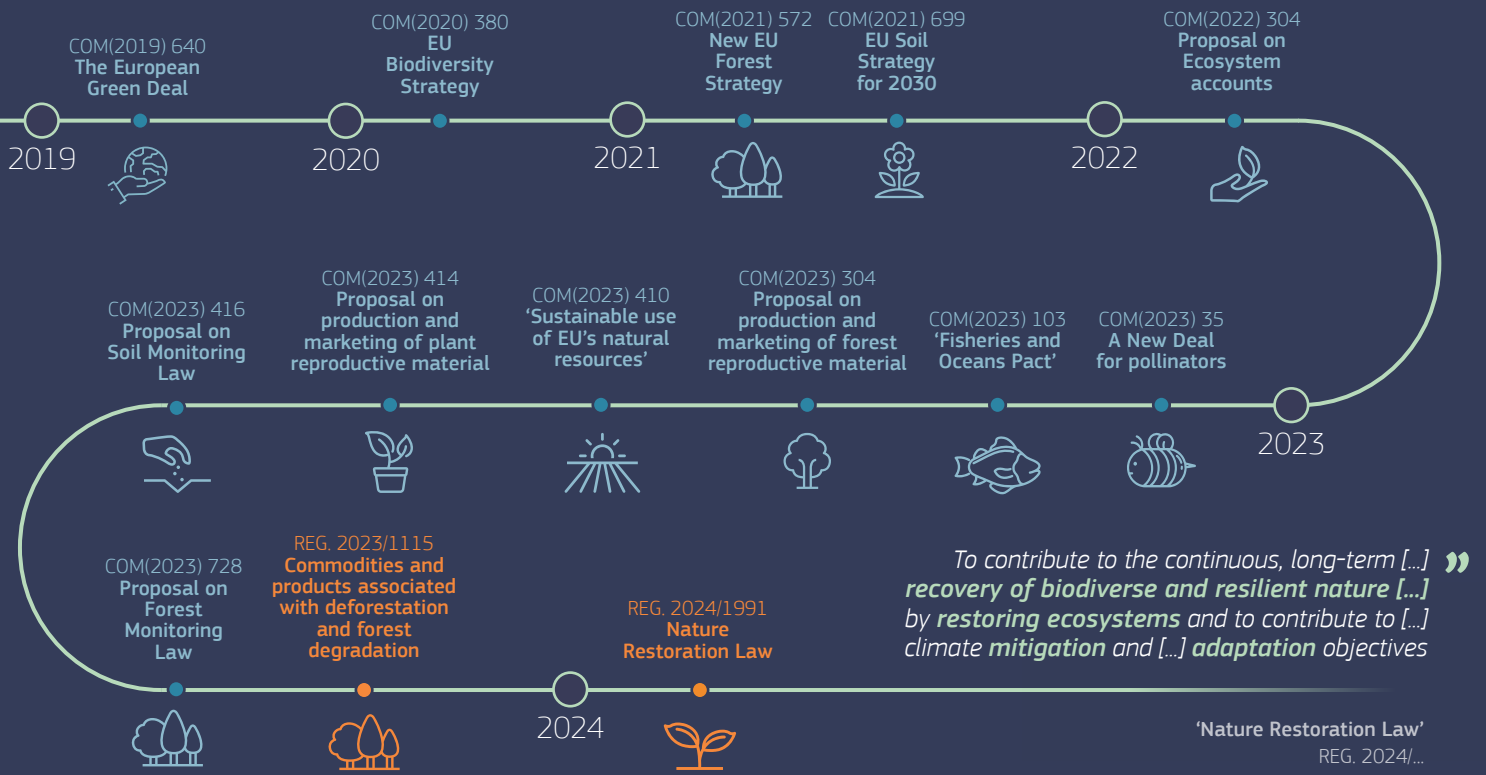 COM(2019) 640
The European
Green Deal
COM(2020) 380
EU
Biodiversity
Strategy
COM(2021) 572
New EU
Forest
Strategy
COM(2021) 699
EU Soil
Strategy
for 2030
COM(2022) 304
Proposal on
Ecosystem
accounts
2019
2020
2021
2022
COM(2023) 416
Proposal on
Soil Monitoring
Law
COM(2023) 414
Proposal on
production and
marketing of plant
reproductive material
COM(2023) 410
‘Sustainable use
of EU’s natural
resources’
COM(2023) 304
Proposal on
production and
marketing of forest
reproductive material
COM(2023) 103
‘Fisheries and
Oceans Pact’
COM(2023) 35
A New Deal
for pollinators
2023
COM(2023) 728
Proposal on
Forest
Monitoring
Law
REG. 2023/1115
Commodities and
products associated
with deforestation
and forest
degradation
2024
REG. 2024/1991
Nature
Restoration Law
To contribute to the continuous, long-term [...] ”
recovery of biodiverse and resilient nature [...]
by restoring ecosystems and to contribute to [...]
climate mitigation and [...] adaptation objectives
‘Nature Restoration Law’
REG. 2024/...